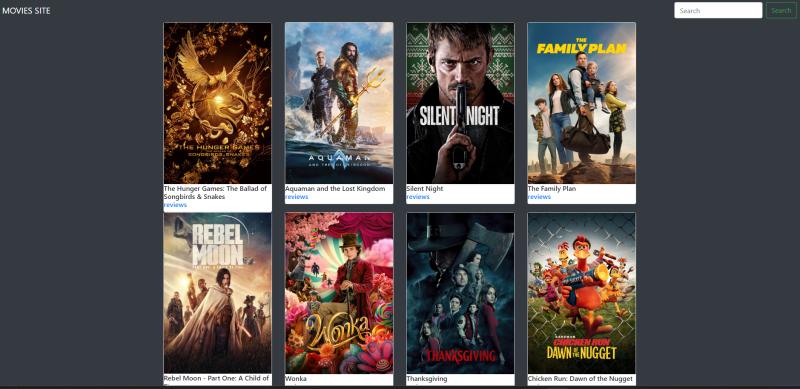 MOVIES SITE
Search
Search
THE HUNGER GAMES
SONGBIRDS SNAKES
AQUAMAN
AND THE LOST KINGDOM
SILENT NIGHT
THE
FAMILY PLAN
The Hunger Games: The Ballad of
Songbirds & Snakes
reviews
Aquaman and the Lost Kingdom
reviews
Silent Night
reviews
The Family Plan
reviews
REBEL
MOON
Wonka
THANKSGIVING
CHICKEN RUN:
DAWN OF THE NUGGET
Rebel Moon - Part One: A Child of
Wonka
Thanksgiving
Chicken Run: Dawn of the Nugget